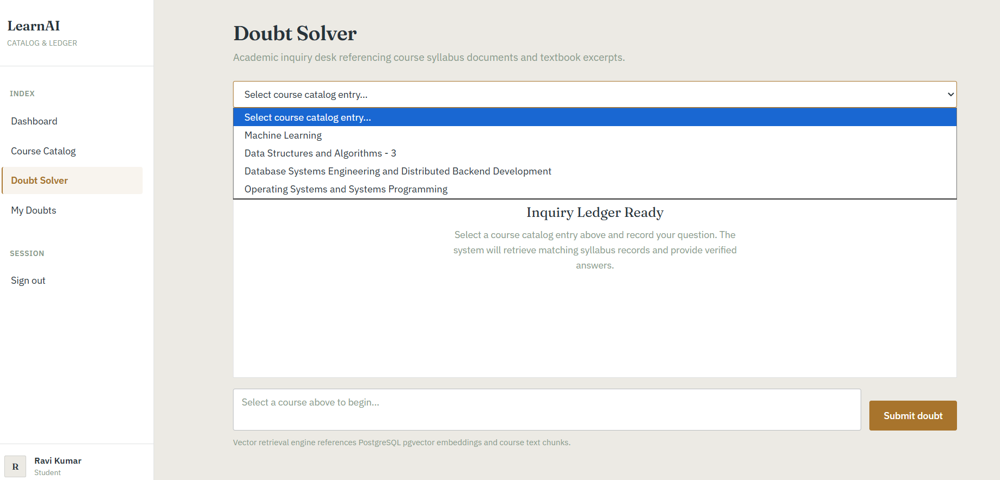 LearnAI
CATALOG & LEDGER
INDEX
Dashboard
Course Catalog
Doubt Solver
My Doubts
SESSION
Sign out
R
Ravi Kumar
Student
Doubt Solver
Academic inquiry desk referencing course syllabus documents and textbook excerpts.
Select course catalog entry...
Select course catalog entry...
Machine Learning
Data Structures and Algorithms - 3
Database Systems Engineering and Distributed Backend Development
Operating Systems and Systems Programming
Inquiry Ledger Ready
Select a course catalog entry above and record your question. The
system will retrieve matching syllabus records and provide verified
answers.
Select a course above to begin...
Submit doubt
Vector retrieval engine references PostgreSQL pgvector embeddings and course text chunks.